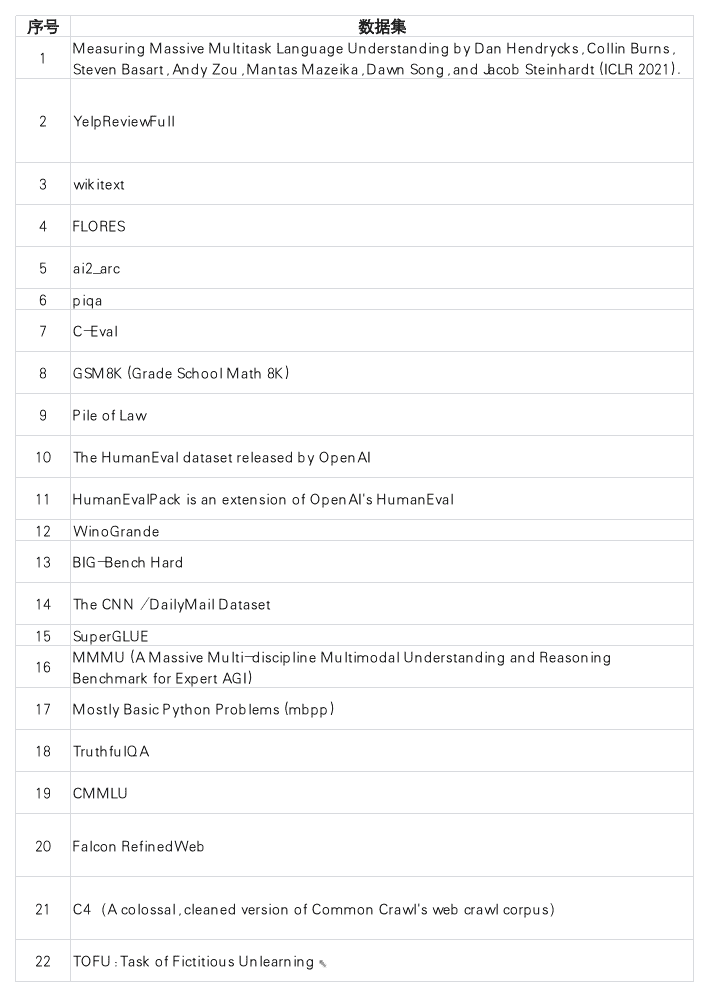 序号 数据集
1 Measuring Massive Multitask Language Understanding by Dan Hendrycks, Collin Burns,
Steven Basart, Andy Zou, Mantas Mazeika, Dawn Song, and Jacob Steinhardt (ICLR 2021).
2 YelpReviewFull
3 wikitext
4 FLORES
5 ai2_arc
6 piqa
7 C-Eval
8 GSM8K (Grade School Math 8K)
9 Pile of Law
10 The HumanEval dataset released by OpenAI
11 HumanEvalPack is an extension of OpenAI's HumanEval
12 WinoGrande
13 BIG-Bench Hard
14 The CNN / DailyMail Dataset
15 SuperGLUE
16 MMMU (A Massive Multi-discipline Multimodal Understanding and Reasoning
Benchmark for Expert AGI)
17 Mostly Basic Python Problems (mbpp)
18 TruthfulQA
19 CMMLU
20 Falcon RefinedWeb
21 C4 (A colossal, cleaned version of Common Crawl's web crawl corpus)
22 TOFU: Task of Fictitious Unlearning